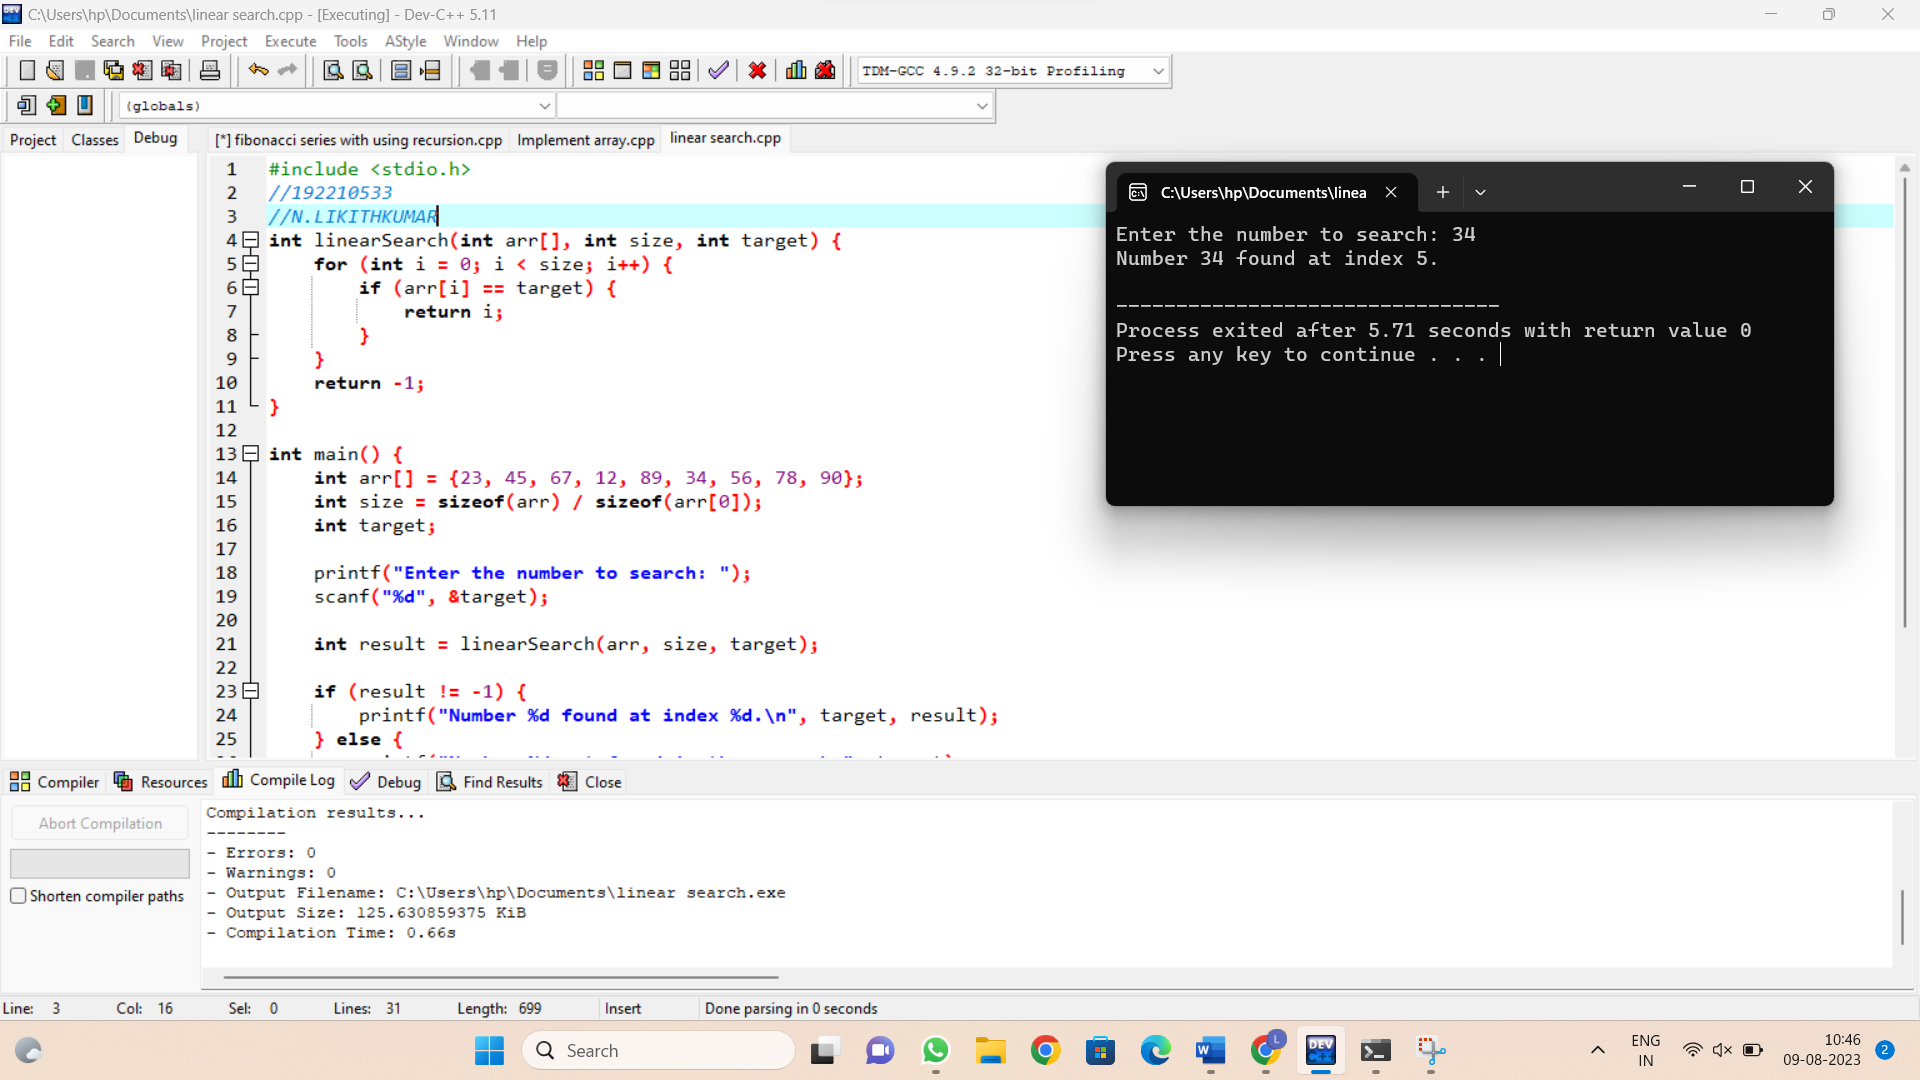 C:\Users\hp\Documents\linear search.cpp - [Executing] - Dev-C++ 5.11
File Edit Search View Project Execute Tools AStyle Window Help
TDM-GCC 4.9.2 32-bit Profiling
(globals)
Project Classes Debug
[*] fibonacci series with using recursion.cpp Implement array.cpp linear search.cpp
1 #include <stdio.h>
2 //192210533
3 //N.LIKITHKUMAR
4 int linearSearch(int arr[], int size, int target) {
5 for (int i = 0; i < size; i++) {
6 if (arr[i] == target) {
7 return i;
8 }
9 }
10 return -1;
11 }
12
13 int main() {
14 int arr[] = {23, 45, 67, 12, 89, 34, 56, 78, 90};
15 int size = sizeof(arr) / sizeof(arr[0]);
16 int target;
17
18 printf("Enter the number to search: ");
19 scanf("%d", &target);
20
21 int result = linearSearch(arr, size, target);
22
23 if (result != -1) {
24 printf("Number %d found at index %d.\n", target, result);
25 } else {
C:\Users\hp\Documents\linea
Enter the number to search: 34
Number 34 found at index 5.
--------------------------------
Process exited after 5.71 seconds with return value 0
Press any key to continue . . .
Compiler Resources Compile Log Debug Find Results Close
Abort Compilation
Shorten compiler paths
Compilation results...
--------
- Errors: 0
- Warnings: 0
- Output Filename: C:\Users\hp\Documents\linear search.exe
- Output Size: 125.630859375 KiB
- Compilation Time: 0.66s
Line: 3 Col: 16 Sel: 0 Lines: 31 Length: 699 Insert Done parsing in 0 seconds
Search
ENG
IN
10:46
09-08-2023
2